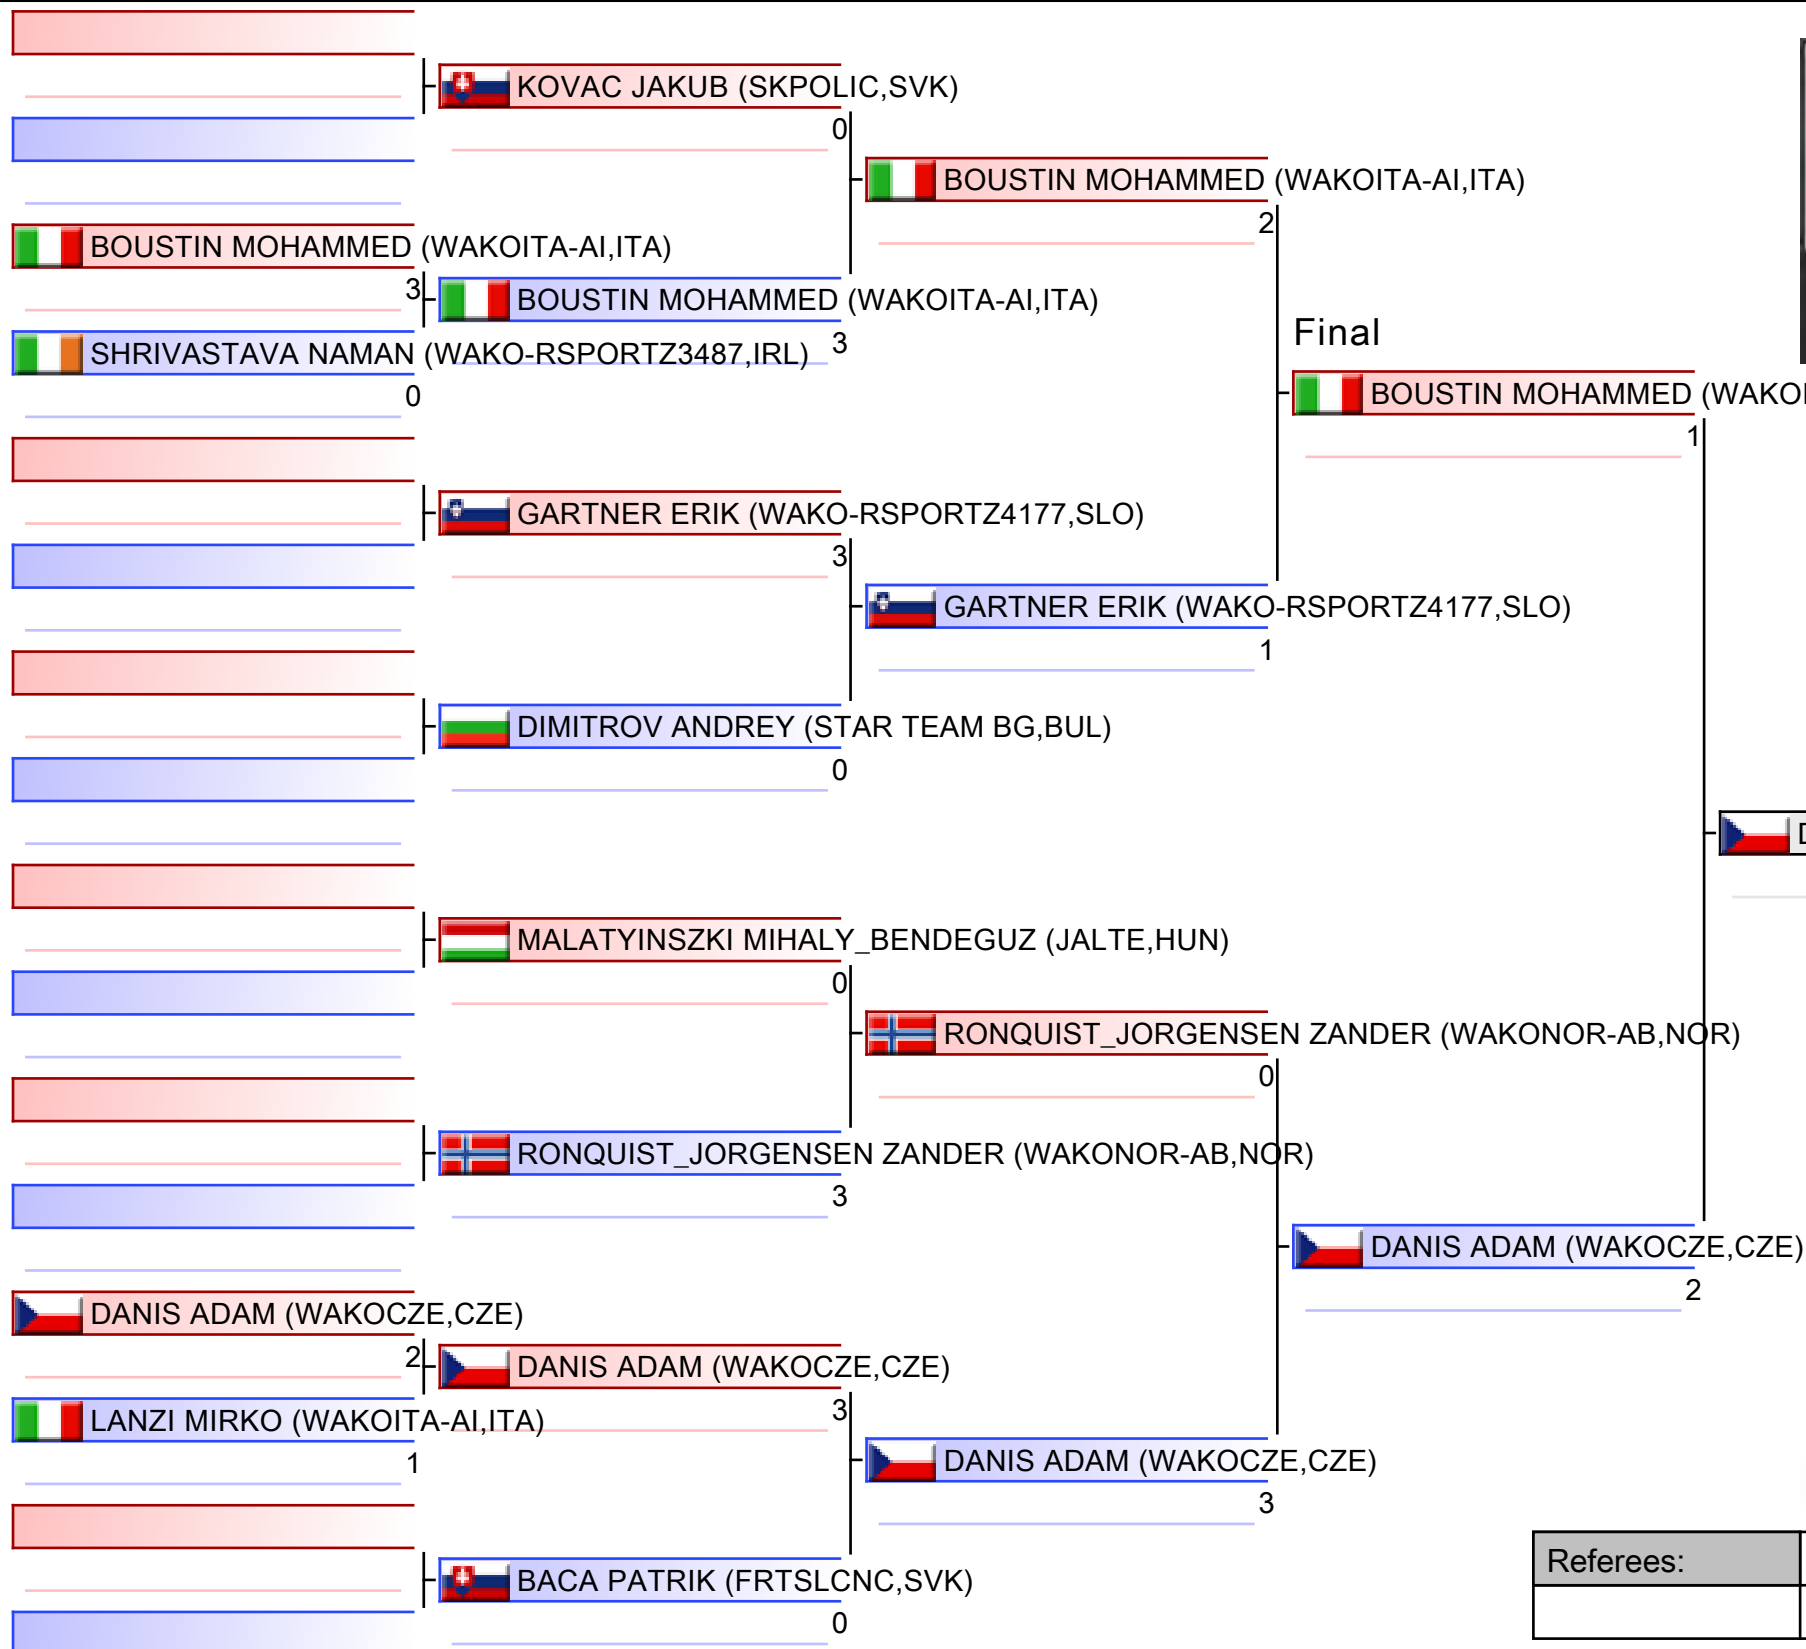 KOVAC JAKUB (SKPOLIC,SVK)
0
BOUSTIN MOHAMMED (WAKOITA-AI,ITA)
2
BOUSTIN MOHAMMED (WAKOITA-AI,ITA)
3
BOUSTIN MOHAMMED (WAKOITA-AI,ITA)
3
SHRIVASTAVA NAMAN (WAKO-RSPORTZ3487,IRL)
0
Final
BOUSTIN MOHAMMED (WAKOI
1
GARTNER ERIK (WAKO-RSPORTZ4177,SLO)
3
GARTNER ERIK (WAKO-RSPORTZ4177,SLO)
1
DIMITROV ANDREY (STAR TEAM BG,BUL)
0
D
MALATYINSZKI MIHALY_BENDEGUZ (JALTE,HUN)
0
RONQUIST_JORGENSEN ZANDER (WAKONOR-AB,NOR)
0
RONQUIST_JORGENSEN ZANDER (WAKONOR-AB,NOR)
3
DANIS ADAM (WAKOCZE,CZE)
2
DANIS ADAM (WAKOCZE,CZE)
2
DANIS ADAM (WAKOCZE,CZE)
3
LANZI MIRKO (WAKOITA-AI,ITA)
1
DANIS ADAM (WAKOCZE,CZE)
3
BACA PATRIK (FRTSLCNC,SVK)
0
Referees: